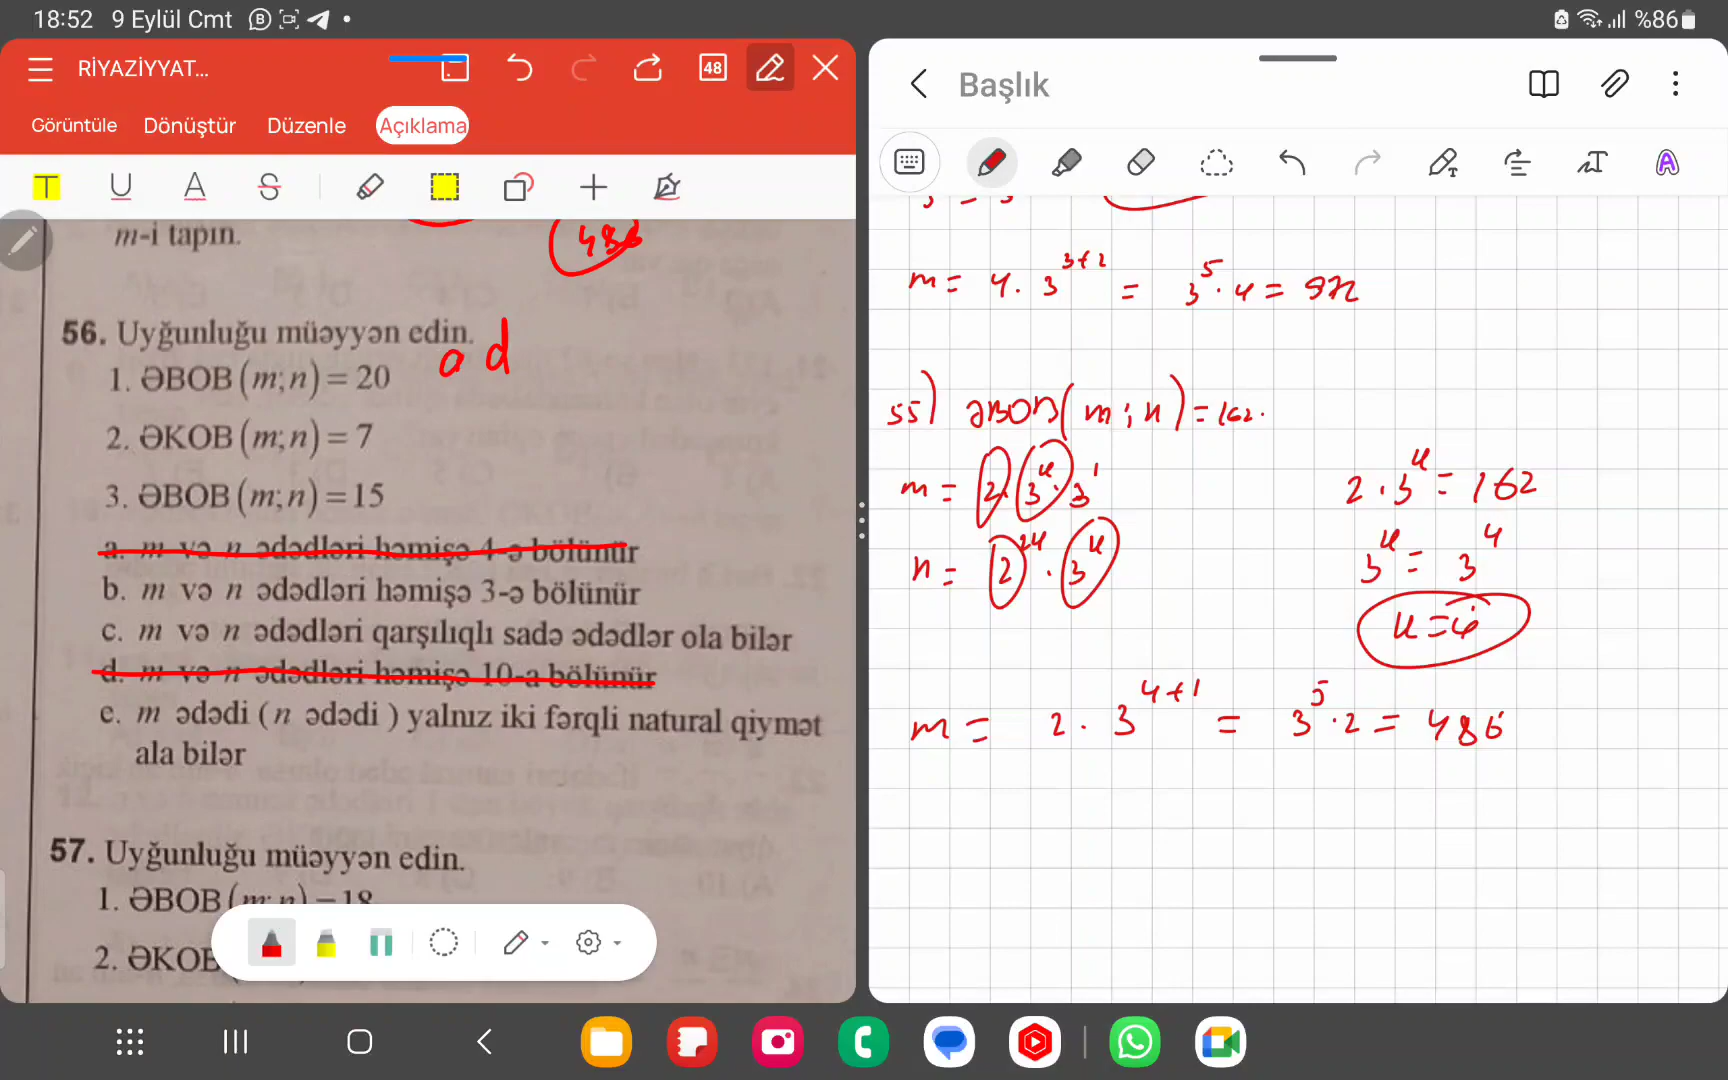 18:52 9 Eylül Cmt %86
RİYAZİYYAT... 48
Görüntüle Dönüştür Düzenle Açıklama
m-i tapın. 486
56. Uyğunluğu müəyyən edin.
a d
1. ƏBOB(m;n)=20
2. ƏKOB(m;n)=7
3. ƏBOB(m;n)=15
a. m və n ədədləri həmişə 4-ə bölünür
b. m və n ədədləri həmişə 3-ə bölünür
c. m və n ədədləri qarşılıqlı sadə ədədlər ola bilər
d. m və n ədədləri həmişə 10-a bölünür
e. m ədədi (n ədədi) yalnız iki fərqli natural qiymət
ala bilər
57. Uyğunluğu müəyyən edin.
1. ƏBOB(m;n)=18
2. ƏKOB
Başlık
m = 4 · 3^{3+2} = 3^5 · 4 = 972
55) ƏBOB(m;n)=162.
m = 2 · 3^u · 3^1
n = 2^{24} · 3^u
2 · 3^u = 162
3^u = 3^4
u=4
m = 2 · 3^{4+1} = 3^5 · 2 = 486